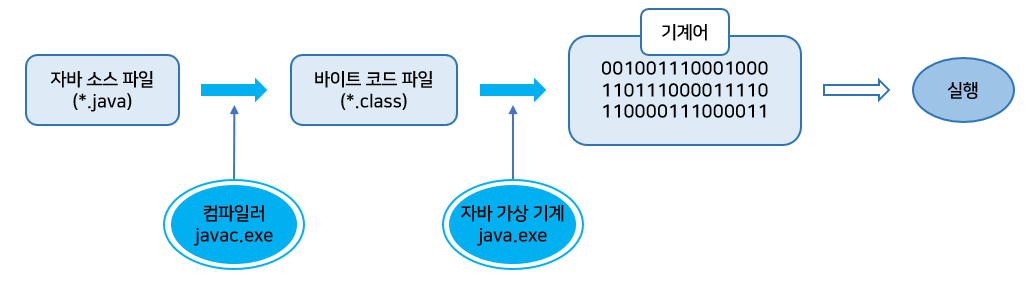 기계어
자바 소스 파일
(*.java)
바이트 코드 파일
(*.class)
001001110001000
110111000011110
110000111000011
실행
컴파일러
javac.exe
자바 가상 기계
java.exe